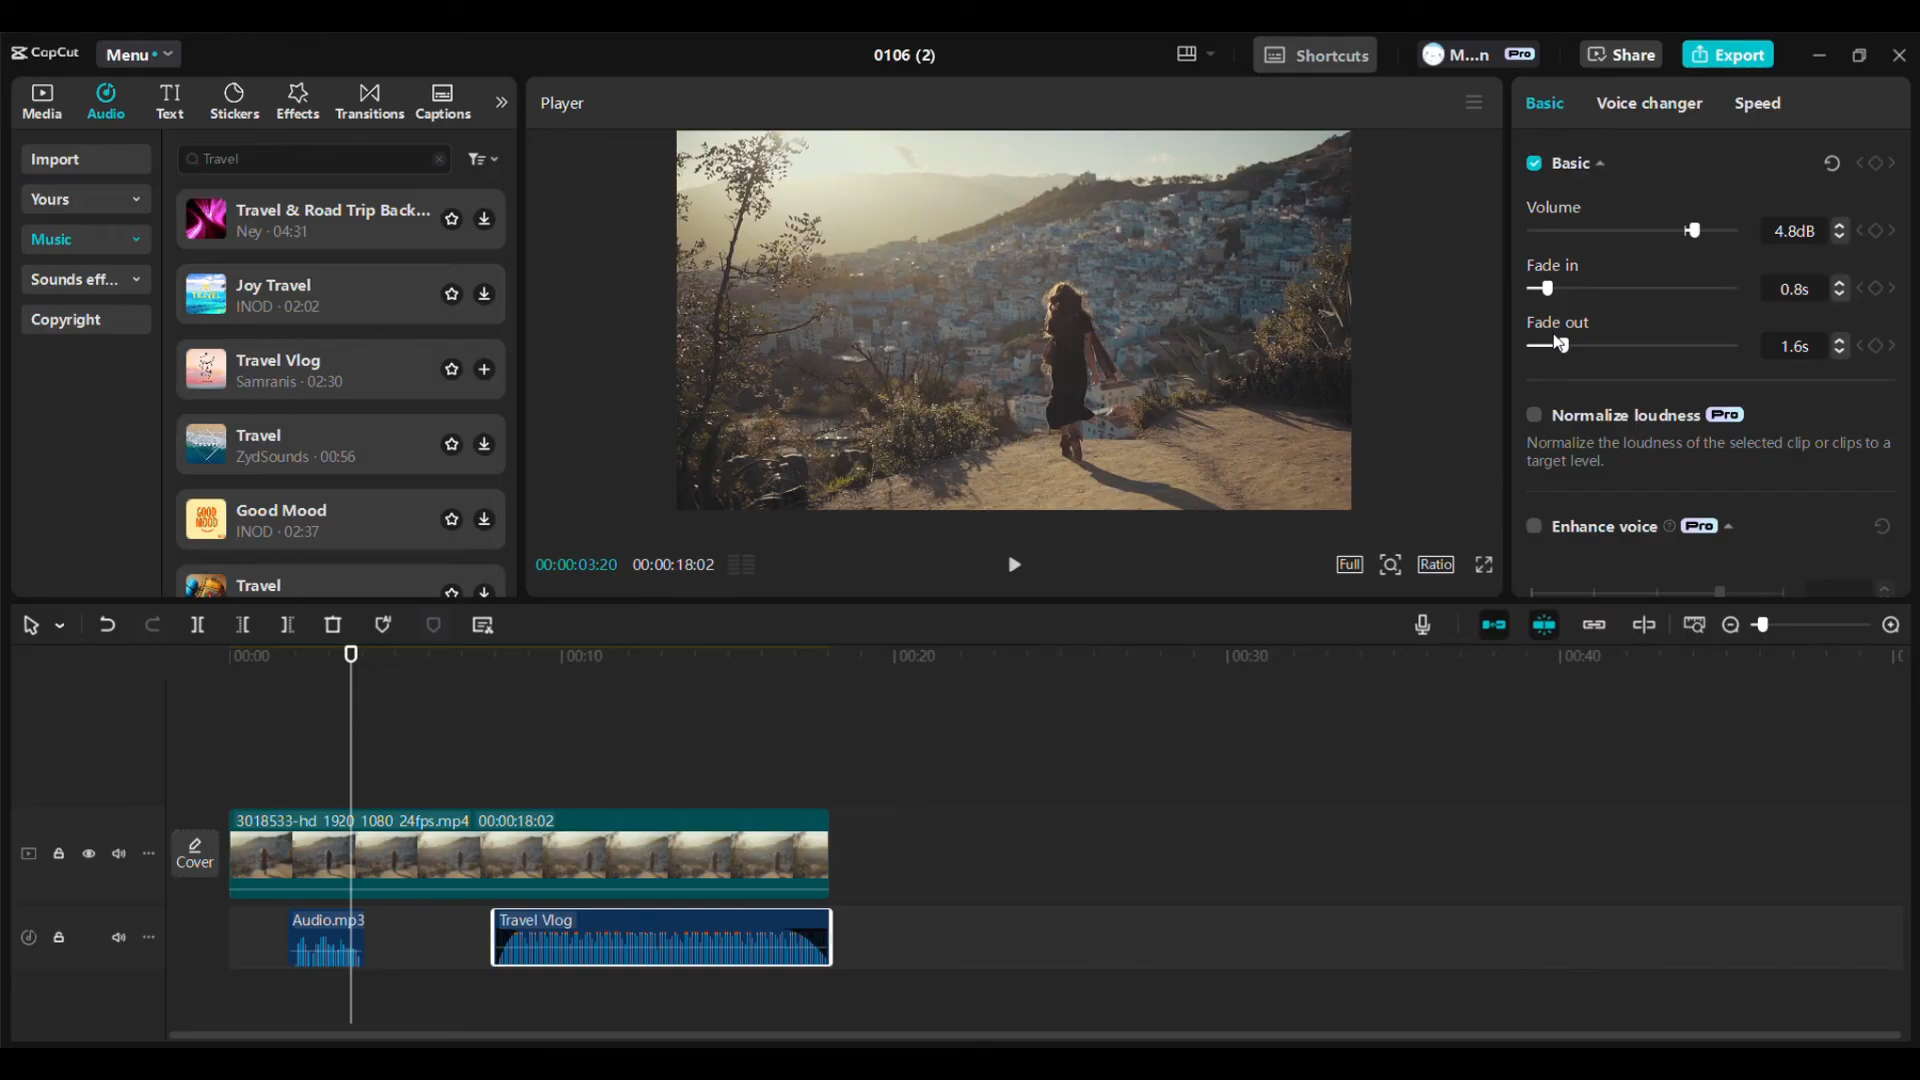 CapCut
Menu
0106 (2)
Shortcuts
M...n
Pro
Share
Export
Media
Audio
Text
Stickers
Effects
Transitions
Captions
Import
Yours
Music
Sounds eff...
Copyright
Travel
Travel & Road Trip Back...
Ney · 04:31
Joy Travel
INOD · 02:02
Travel Vlog
Samranis · 02:30
Travel
ZydSounds · 00:56
Good Mood
INOD · 02:37
Travel
Player
00:00:03:20
00:00:18:02
Full
Ratio
Basic
Voice changer
Speed
Basic
Volume
4.8dB
Fade in
0.8s
Fade out
1.6s
Normalize loudness Pro
Normalize the loudness of the selected clip or clips to a
target level.
Enhance voice Pro
00:00
00:10
00:20
00:30
00:40
Cover
3018533-hd 1920 1080 24fps.mp4 00:00:18:02
Audio.mp3
Travel Vlog